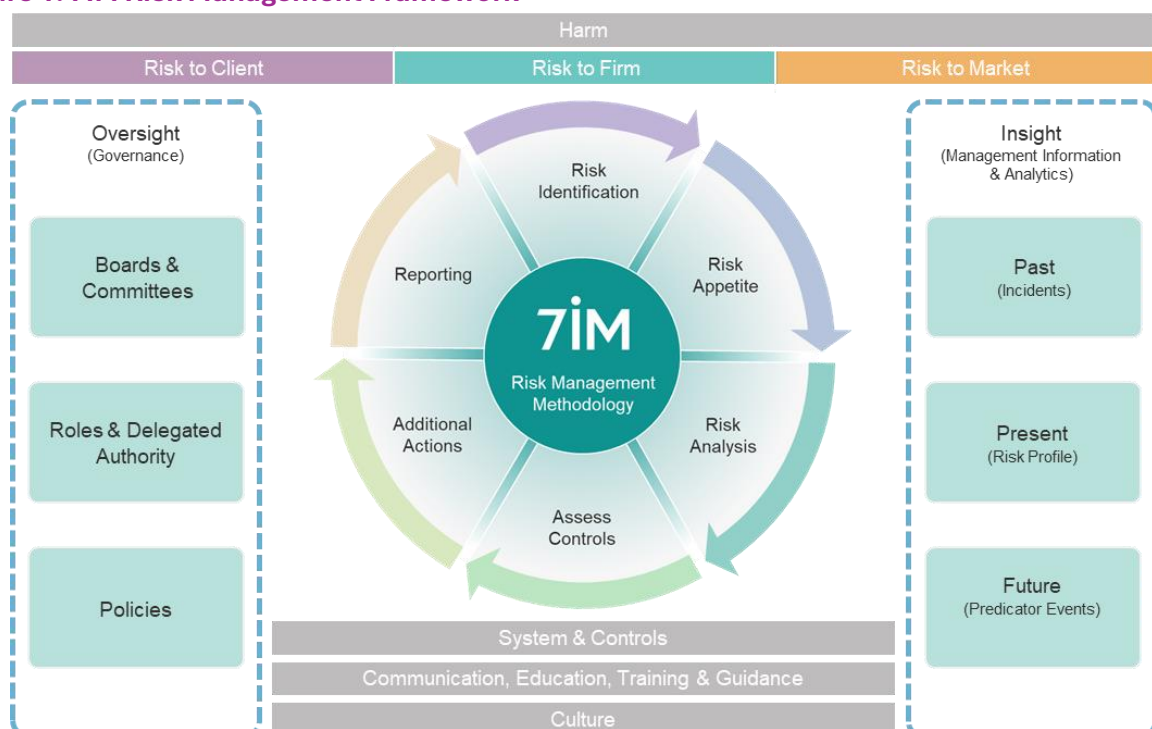 Harm
Risk to Client
Risk to Firm
Risk to Market
Oversight
(Governance)
Boards &
Committees
Roles & Delegated
Authority
Policies
Risk
Identification
Risk
Appetite
Risk
Analysis
Assess
Controls
Additional
Actions
Reporting
7iM
Risk Management
Methodology
System & Controls
Communication, Education, Training & Guidance
Culture
Insight
(Management Information
& Analytics)
Past
(Incidents)
Present
(Risk Profile)
Future
(Predicator Events)